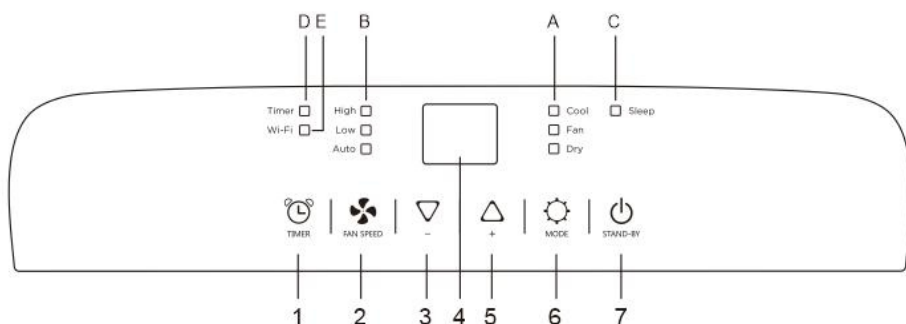 D E B A C
Timer High Cool Sleep
Wi-Fi Low Fan
Auto Dry
TIMER FAN SPEED − + MODE STAND-BY
1 2 3 4 5 6 7